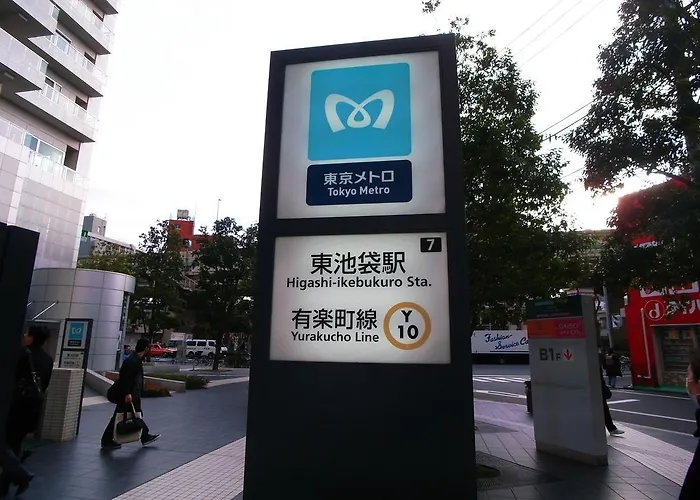 東京メトロ
Tokyo Metro
7
東池袋駅
Higashi-ikebukuro Sta.
有楽町線
Yurakucho Line
Y
10
FASHION
Service & Court
B1F